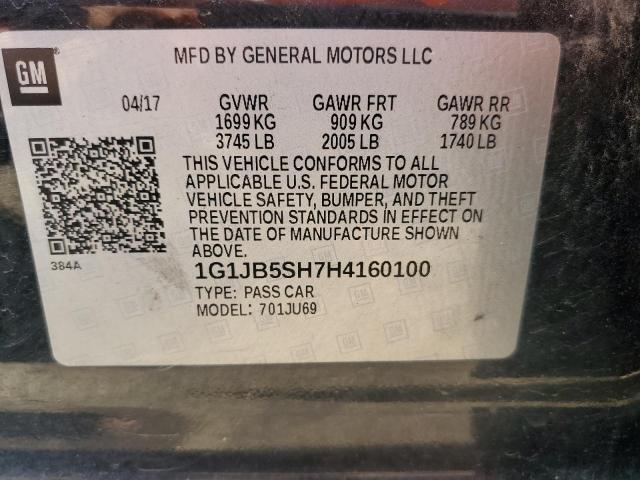 GM
MFD BY GENERAL MOTORS LLC
04/17 GVWR GAWR FRT GAWR RR
1699 KG 909 KG 789 KG
3745 LB 2005 LB 1740 LB
THIS VEHICLE CONFORMS TO ALL
APPLICABLE U.S. FEDERAL MOTOR
VEHICLE SAFETY, BUMPER, AND THEFT
PREVENTION STANDARDS IN EFFECT ON
THE DATE OF MANUFACTURE SHOWN
ABOVE.
384A
1G1JB5SH7H4160100
TYPE: PASS CAR
MODEL: 701JU69